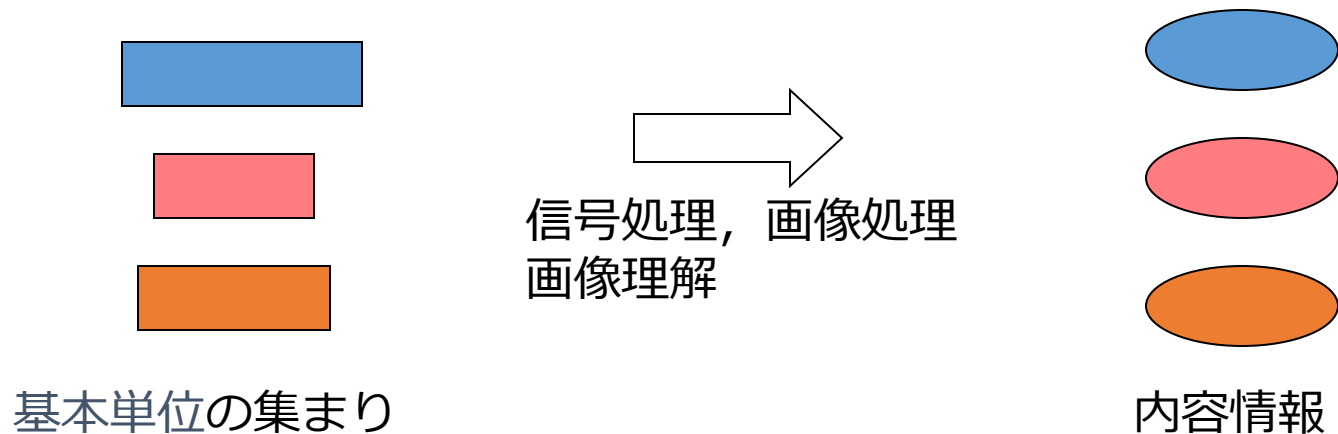 信号処理，画像処理
画像理解
基本単位の集まり
内容情報